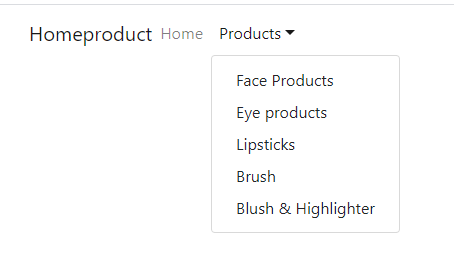 Homeproduct Home Products
Face Products
Eye products
Lipsticks
Brush
Blush & Highlighter